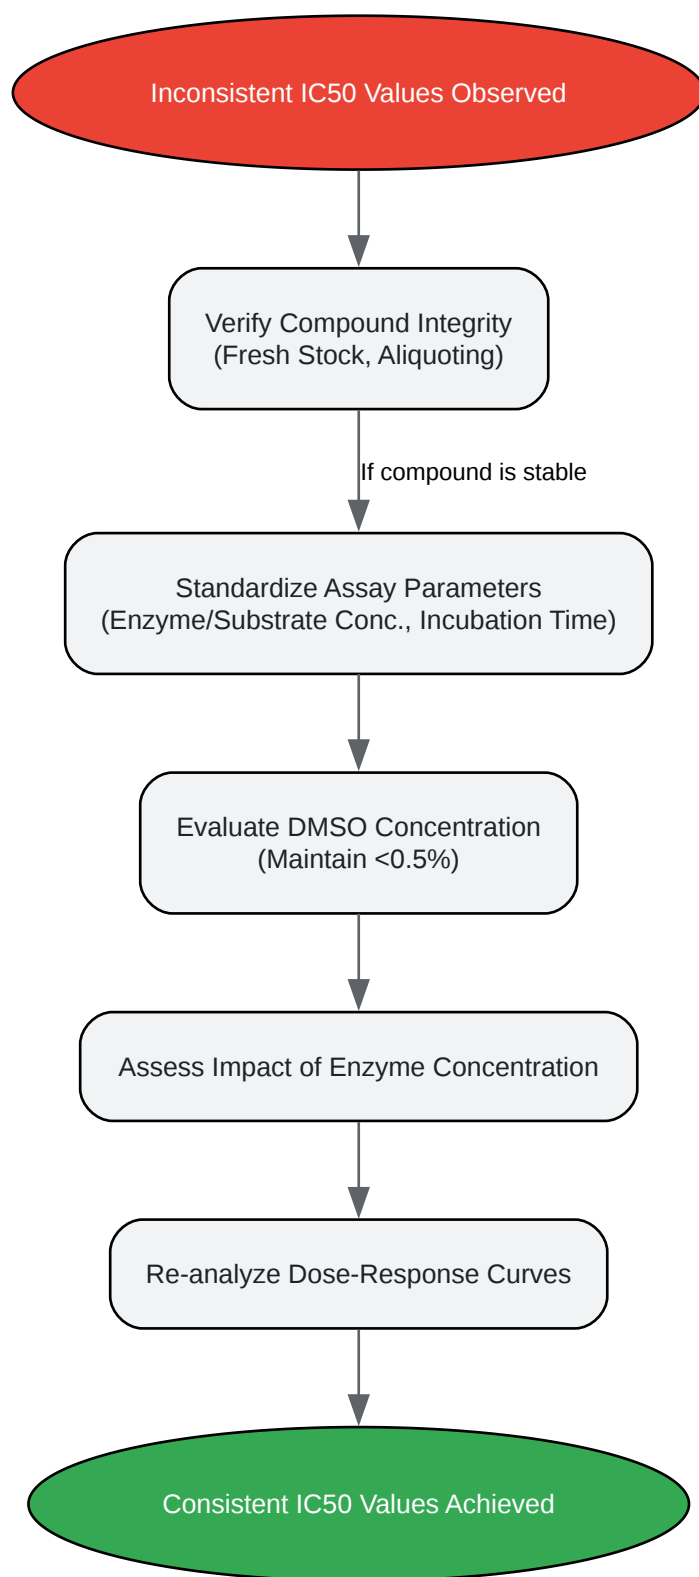 Inconsistent IC50 Values Observed
Verify Compound Integrity
(Fresh Stock, Aliquoting)
If compound is stable
Standardize Assay Parameters
(Enzyme/Substrate Conc., Incubation Time)
Evaluate DMSO Concentration
(Maintain <0.5%)
Assess Impact of Enzyme Concentration
Re-analyze Dose-Response Curves
Consistent IC50 Values Achieved